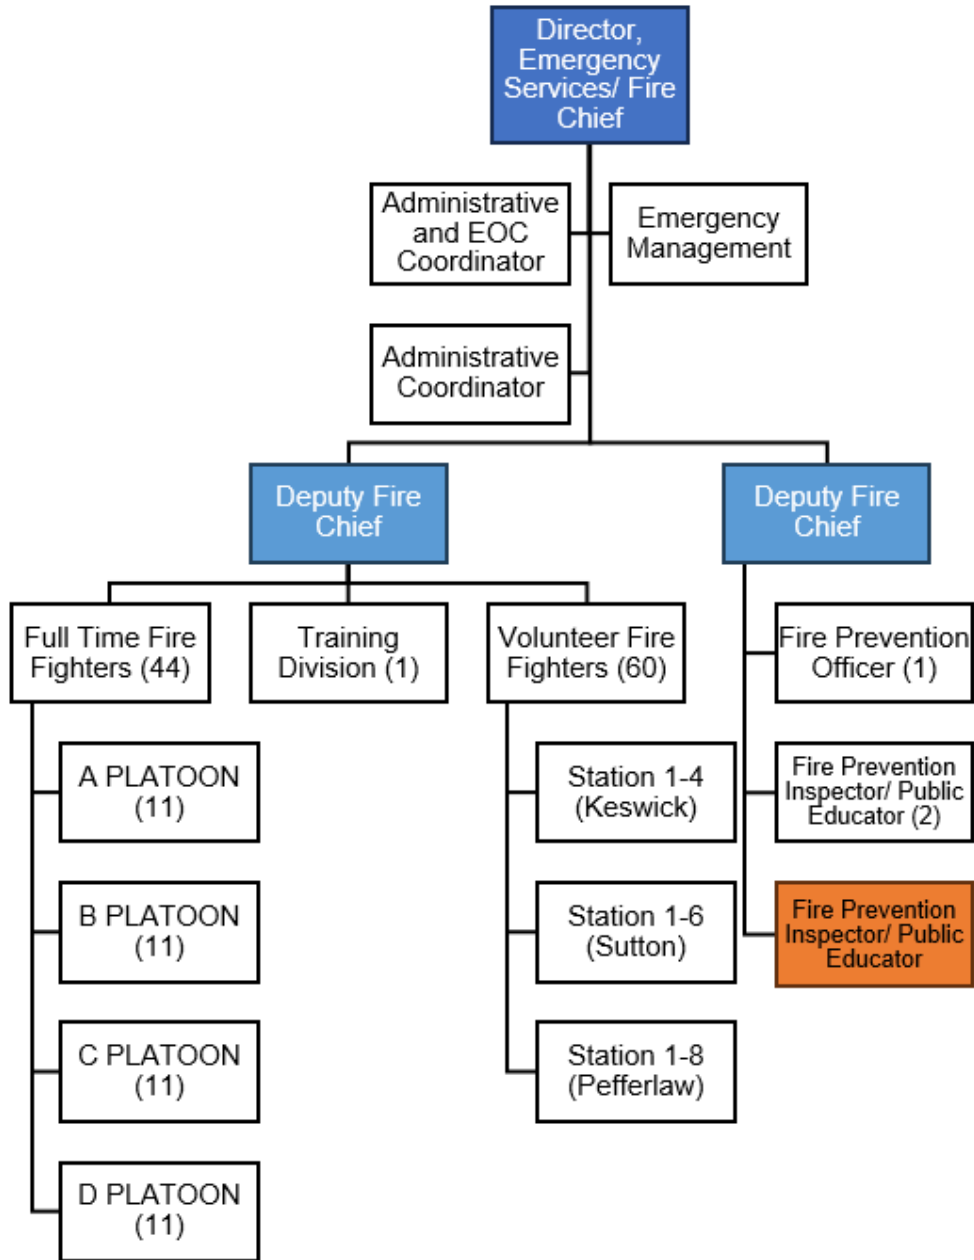 Director,
Emergency
Services/ Fire
Chief
Administrative
and EOC
Coordinator
Emergency
Management
Administrative
Coordinator
Deputy Fire
Chief
Deputy Fire
Chief
Full Time Fire
Fighters (44)
Training
Division (1)
Volunteer Fire
Fighters (60)
Fire Prevention
Officer (1)
A PLATOON
(11)
Station 1-4
(Keswick)
Fire Prevention
Inspector/ Public
Educator (2)
B PLATOON
(11)
Station 1-6
(Sutton)
Fire Prevention
Inspector/ Public
Educator
C PLATOON
(11)
Station 1-8
(Pefferlaw)
D PLATOON
(11)